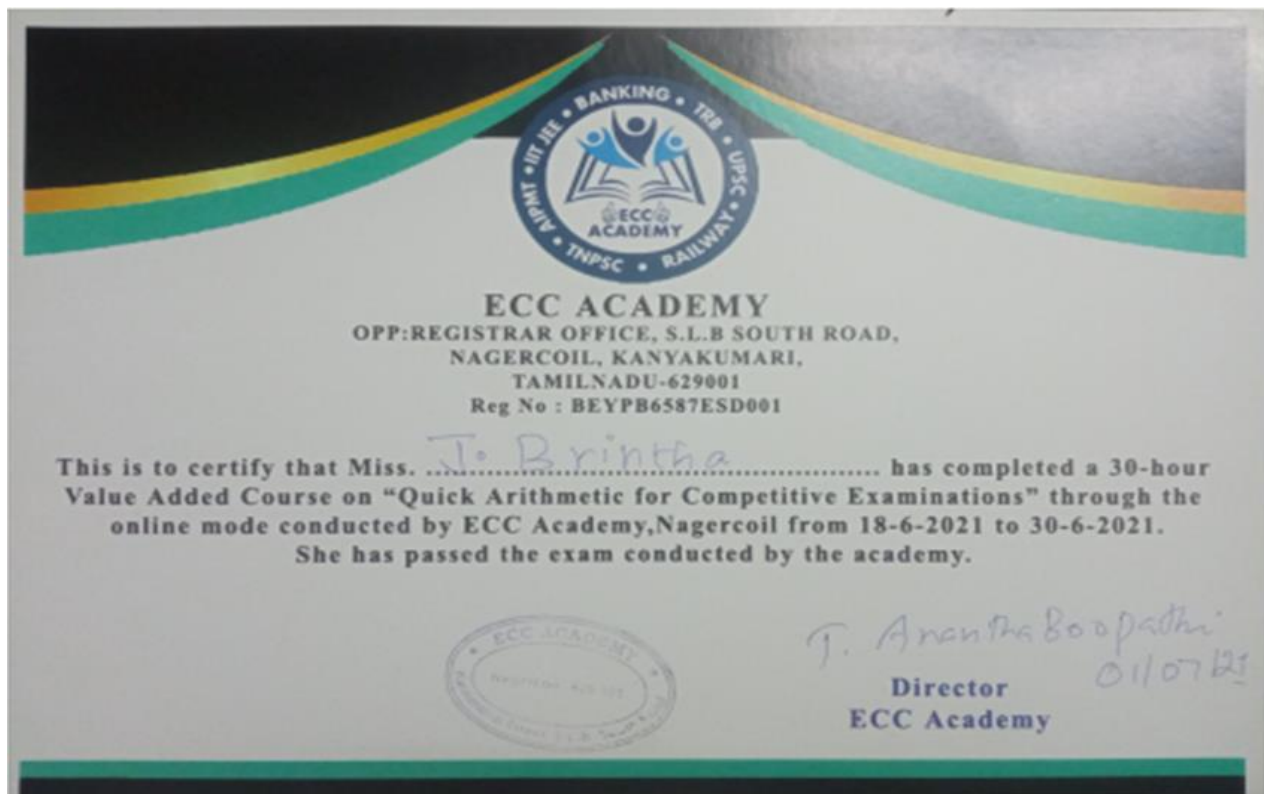 AIPMT • IIT JEE • BANKING • TRB • UPSC • RAILWAY • TNPSC •
ECC
ACADEMY
ECC ACADEMY
OPP:REGISTRAR OFFICE, S.L.B SOUTH ROAD,
NAGERCOIL, KANYAKUMARI,
TAMILNADU-629001
Reg No : BEYPB6587ESD001
This is to certify that Miss. J. Brintha has completed a 30-hour
Value Added Course on “Quick Arithmetic for Competitive Examinations” through the
online mode conducted by ECC Academy,Nagercoil from 18-6-2021 to 30-6-2021.
She has passed the exam conducted by the academy.
ECC ACADEMY
T. Anantha Boopathi
01/07/21
Director
ECC Academy